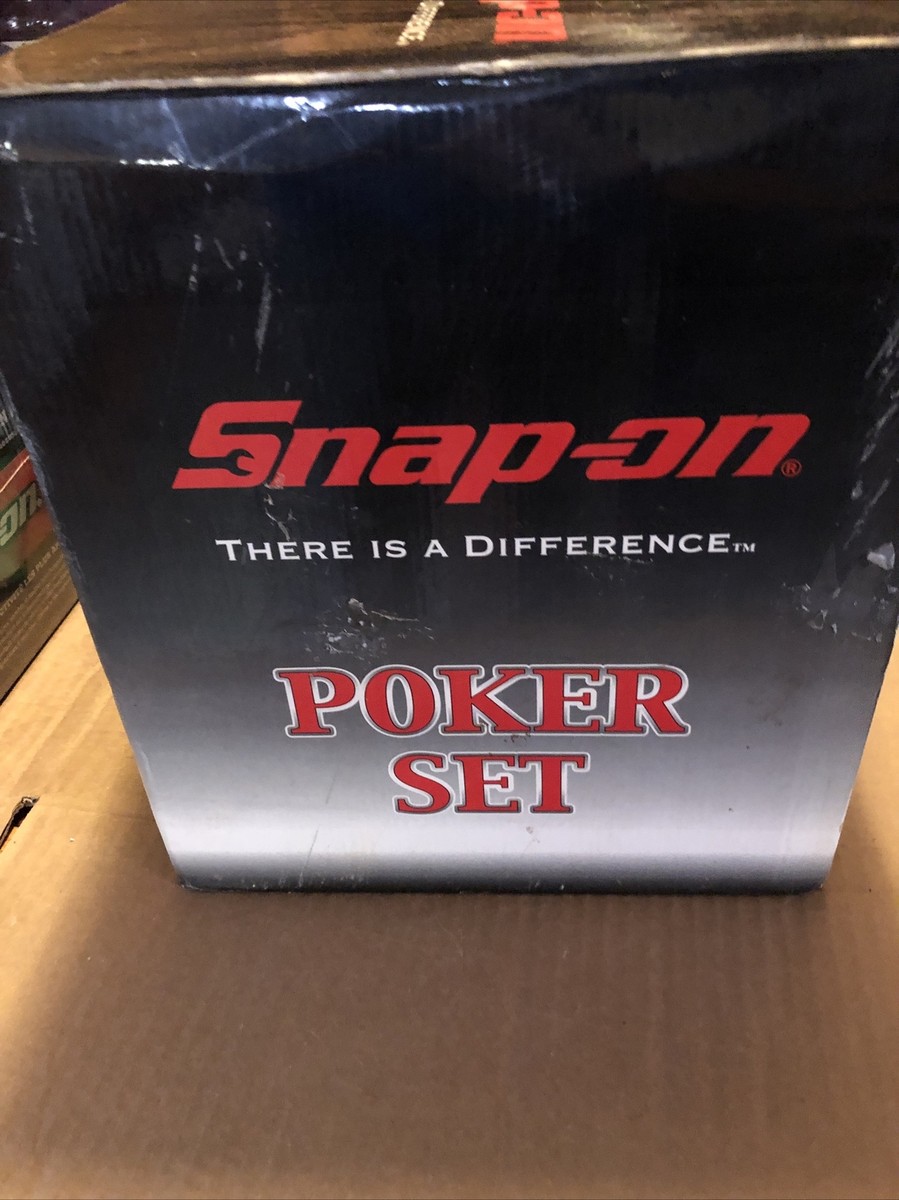 Snap-on®
THERE IS A DIFFERENCE™
POKER
SET